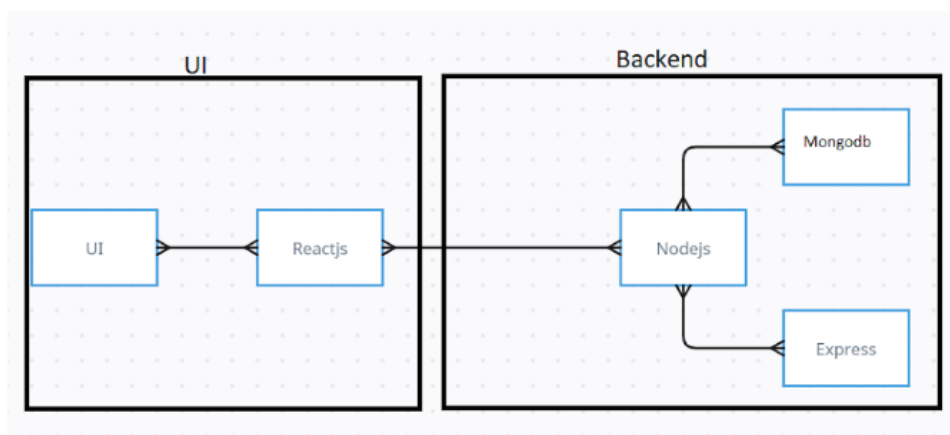 UI
Backend
Mongodb
UI
Reactjs
Nodejs
Express